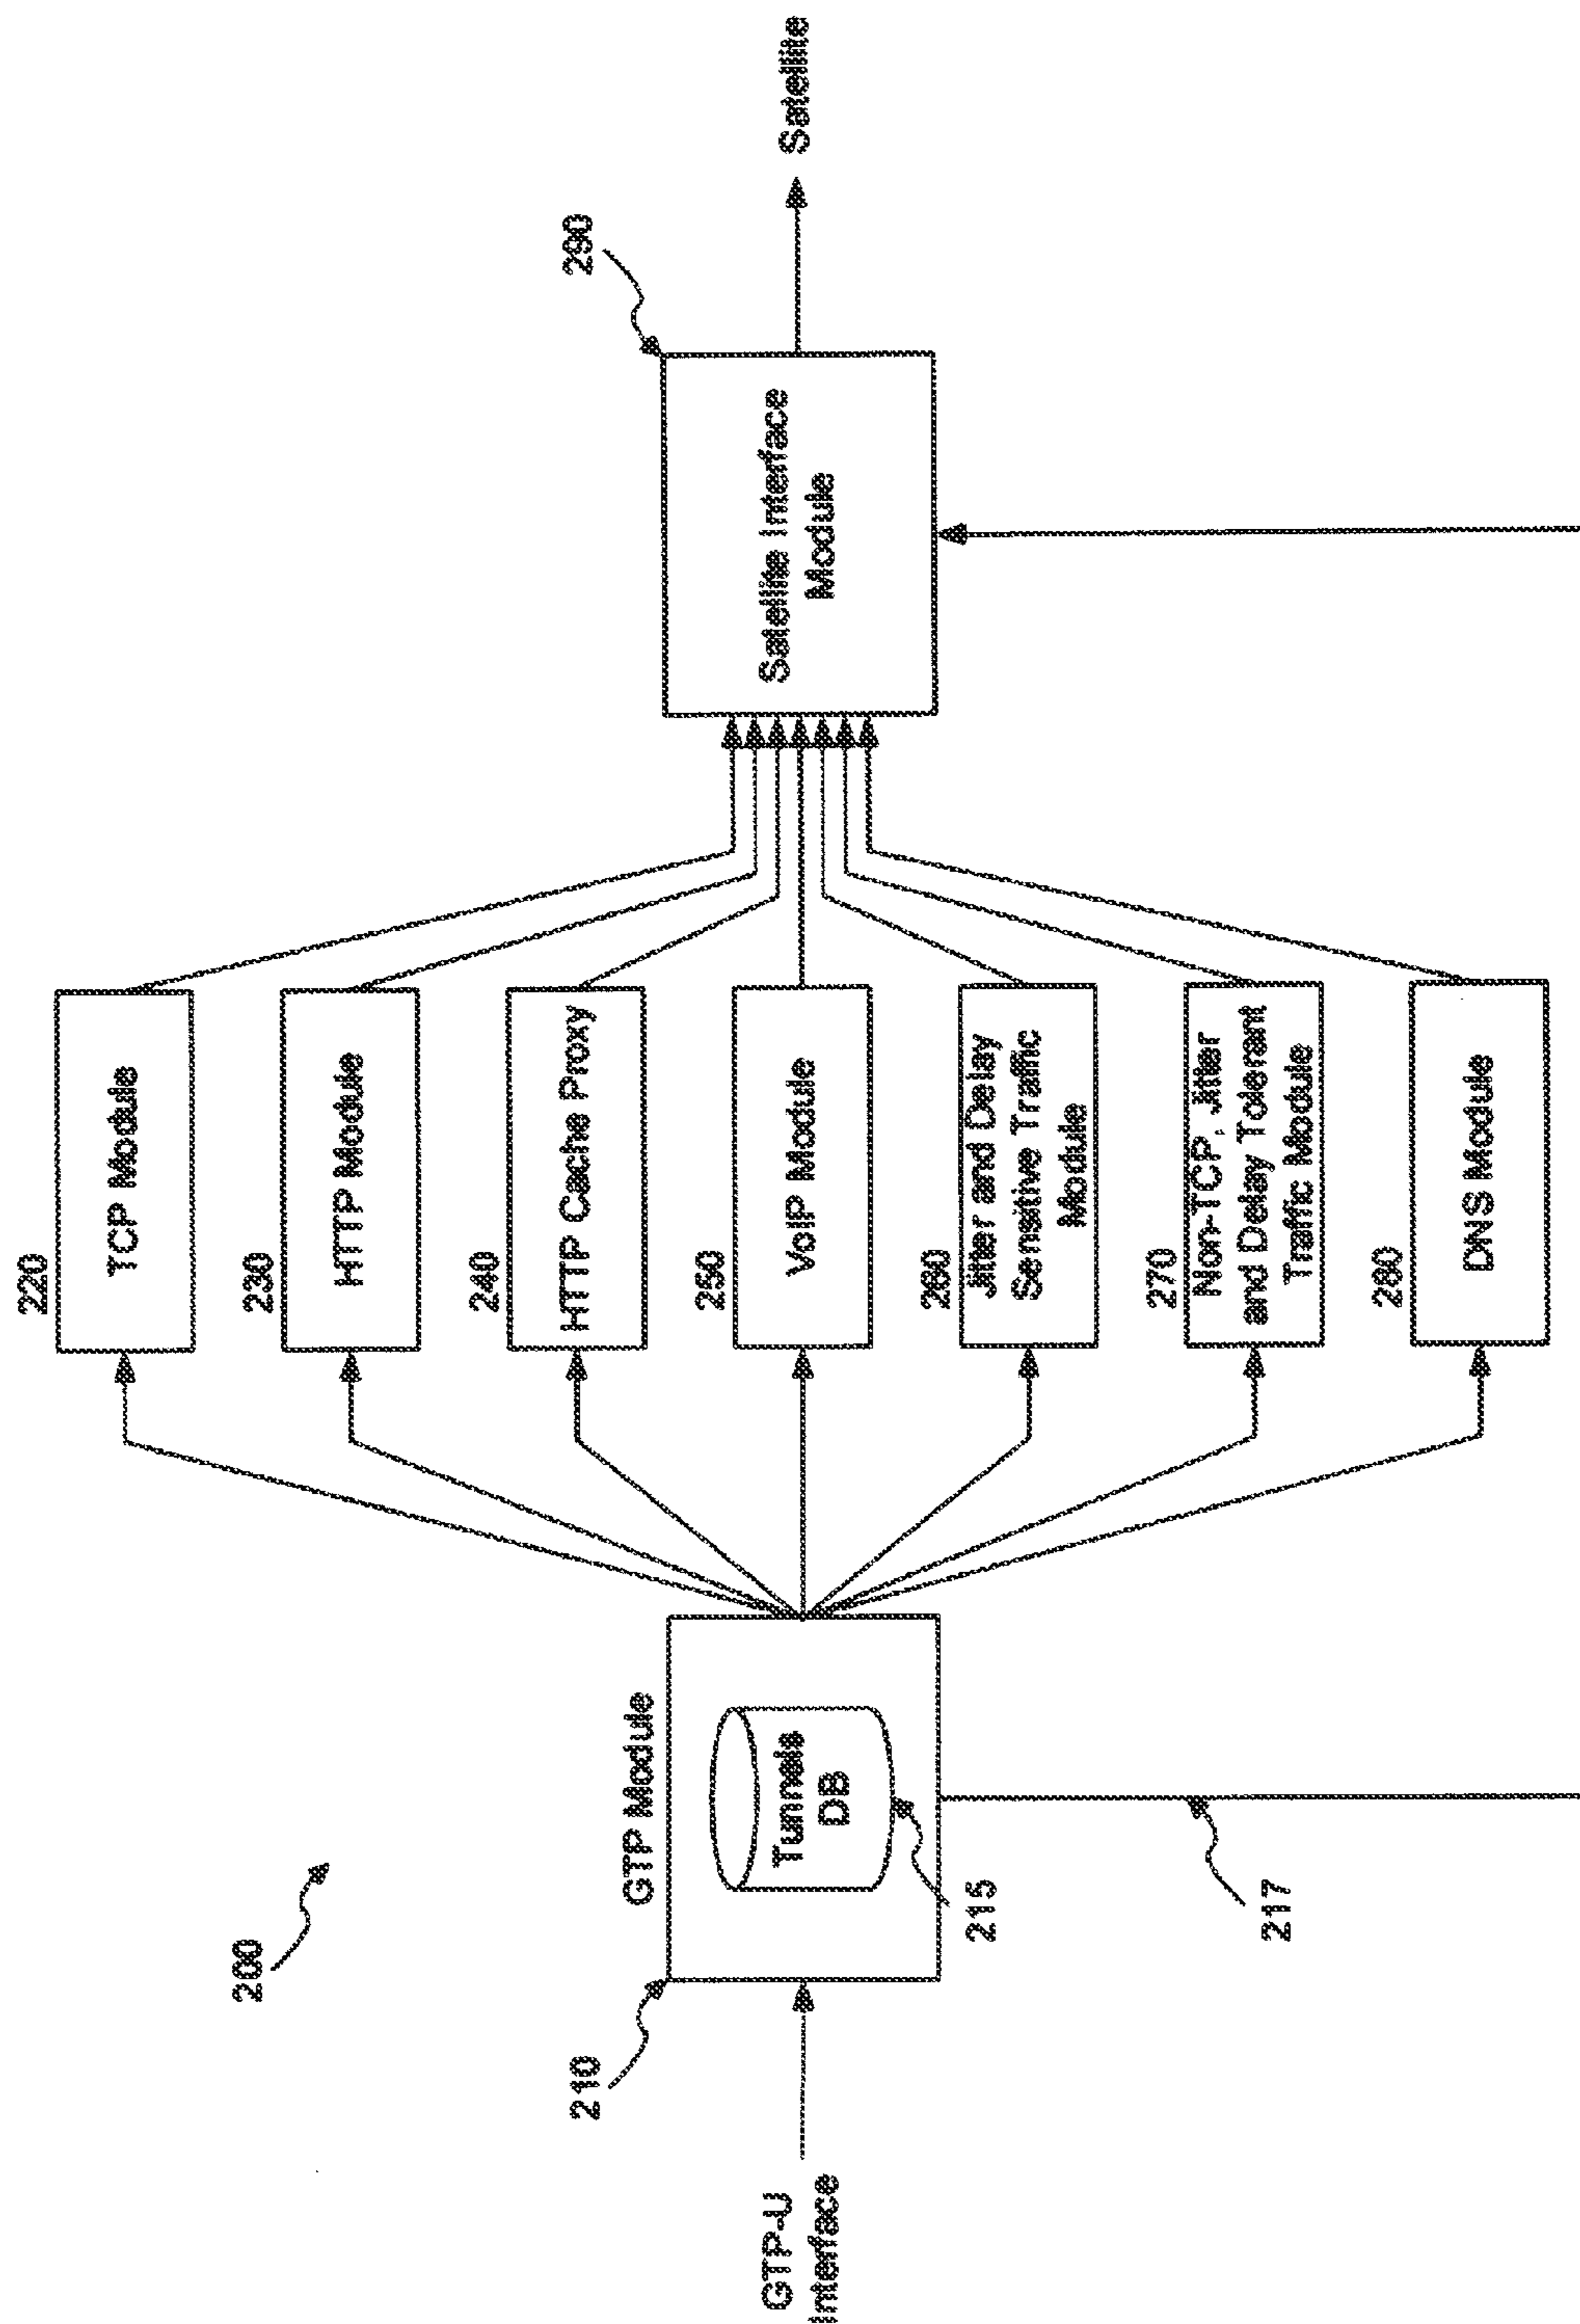 200
GTP-U
Interface
210
GTP Module
Tunnels
DB
215
217
220
TCP Module
230
HTTP Module
240
HTTP Cache Proxy
250
VoIP Module
260
Jitter and Delay
Sensitive Traffic
Module
270
Non-TCP, Jitter
and Delay Tolerant
Traffic Module
280
DNS Module
290
Satellite Interface
Module
Satellite